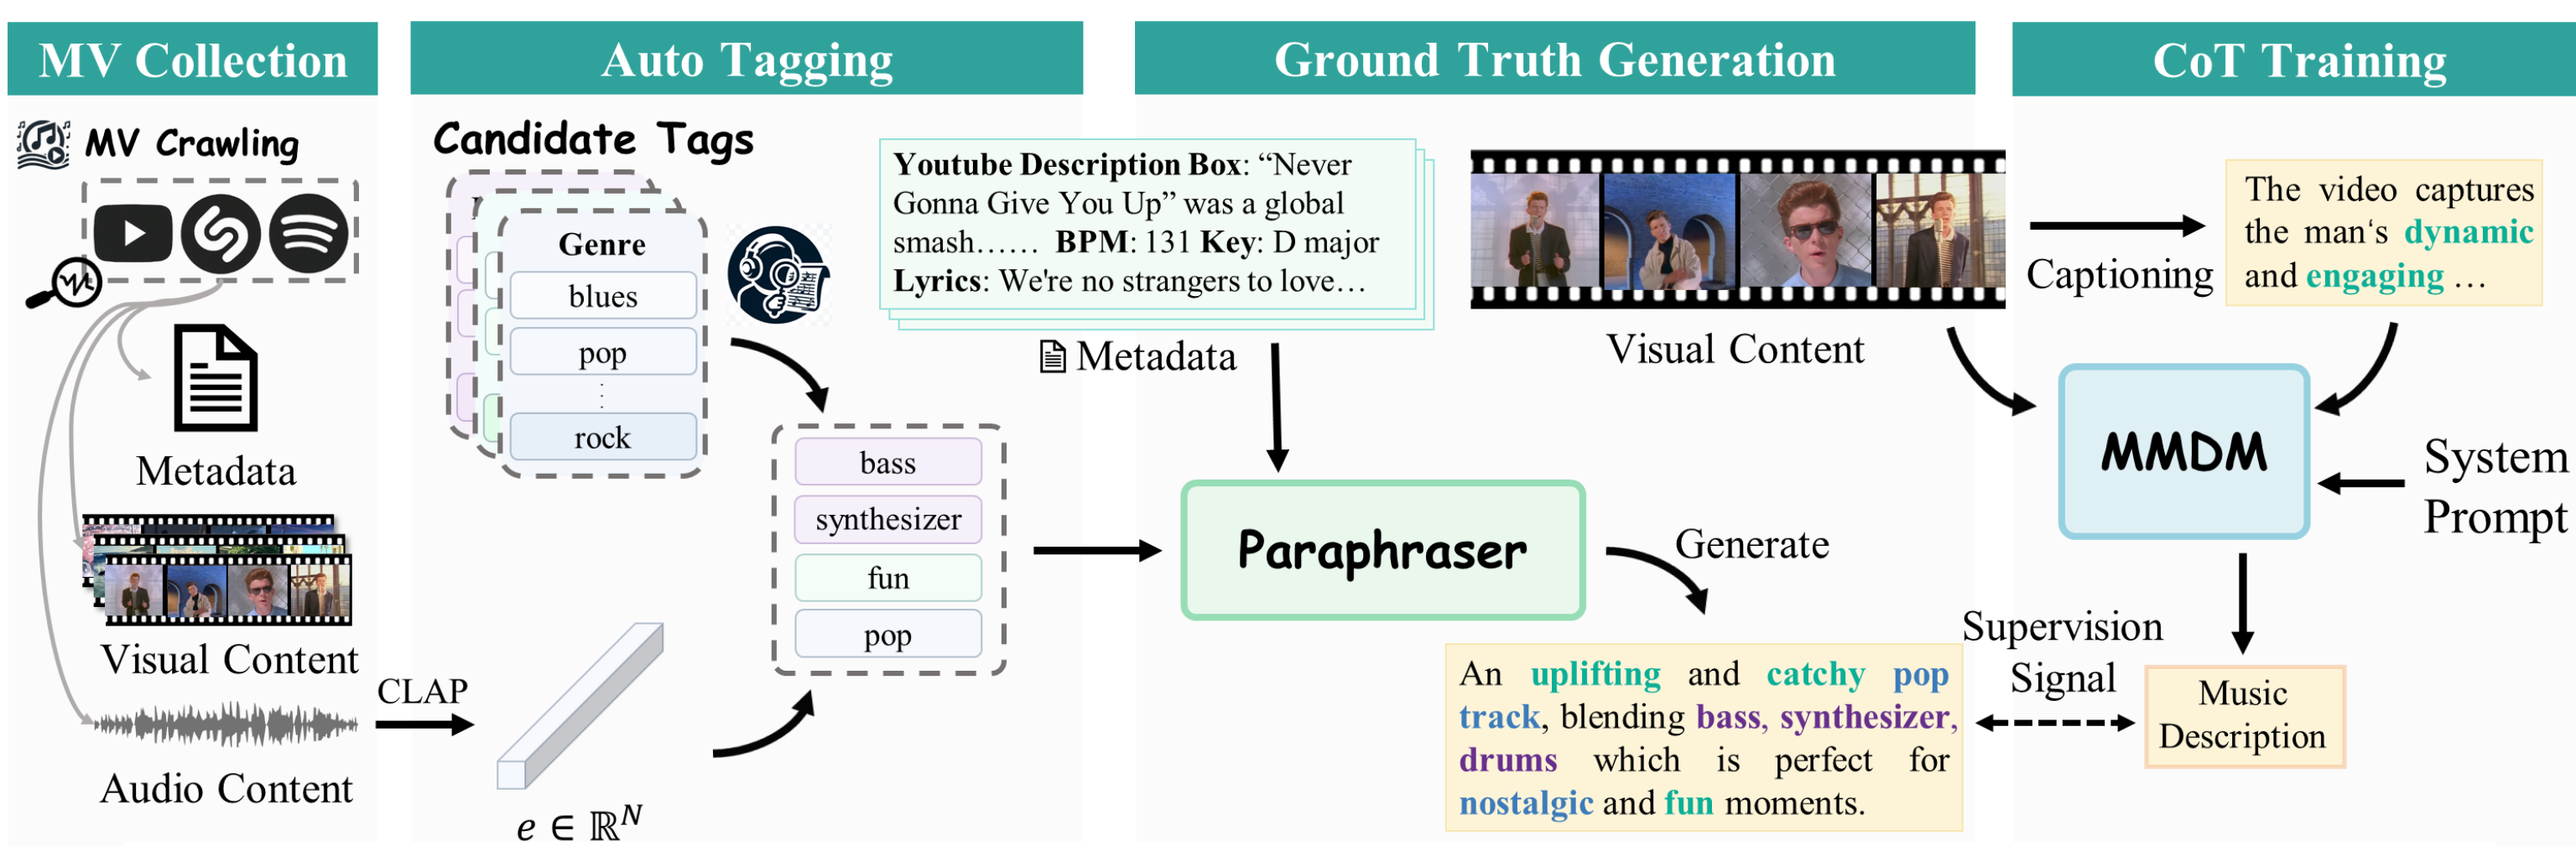 MV Collection
MV Crawling
Metadata
Visual Content
Audio Content
CLAP
Auto Tagging
Candidate Tags
Genre
blues
pop
rock
bass
synthesizer
fun
pop
e ∈ ℝᴺ
Ground Truth Generation
Youtube Description Box: “Never
Gonna Give You Up” was a global
smash…… BPM: 131 Key: D major
Lyrics: We're no strangers to love…
Metadata
Visual Content
Paraphraser
Generate
An uplifting and catchy pop
track, blending bass, synthesizer,
drums which is perfect for
nostalgic and fun moments.
CoT Training
Captioning
The video captures
the man‘s dynamic
and engaging …
MMDM
System
Prompt
Supervision
Signal
Music
Description